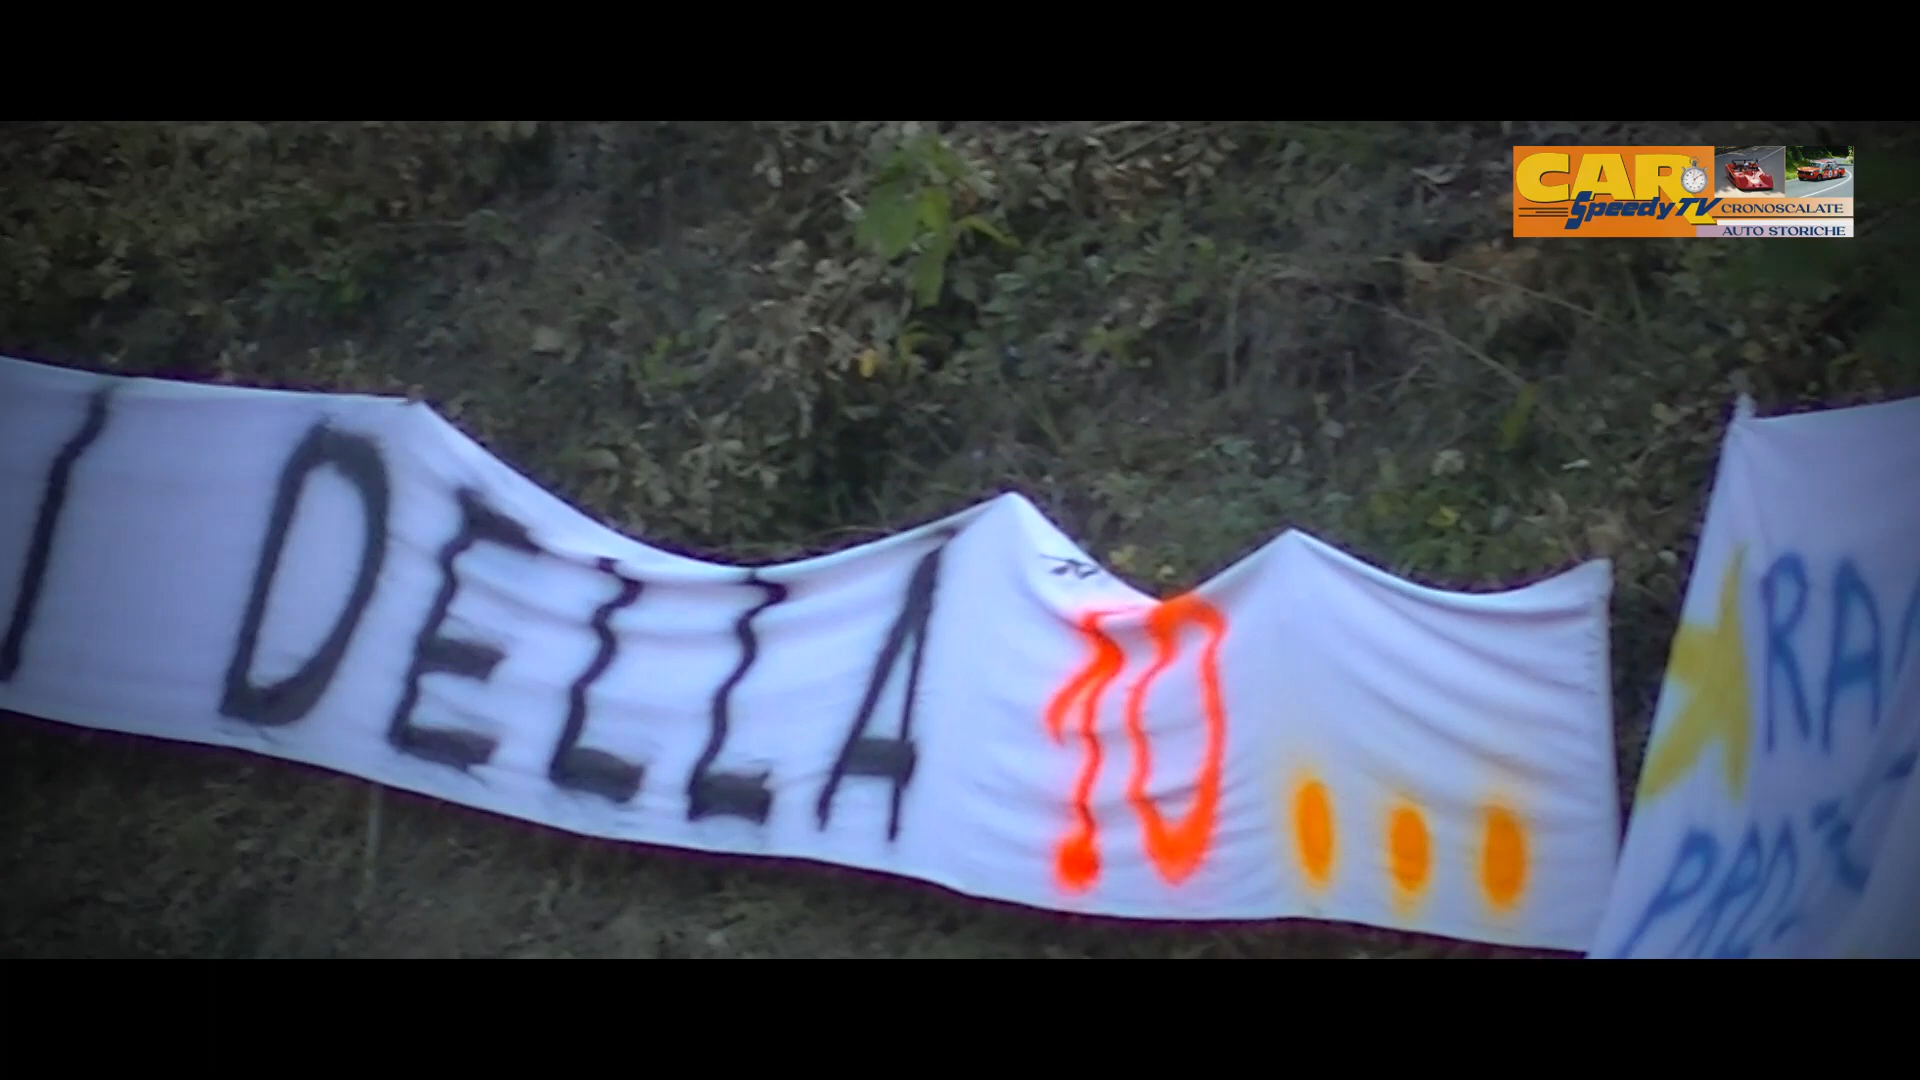 CAR
Speedy TV
CRONOSCALATE
AUTO STORICHE
I DELLA 10...